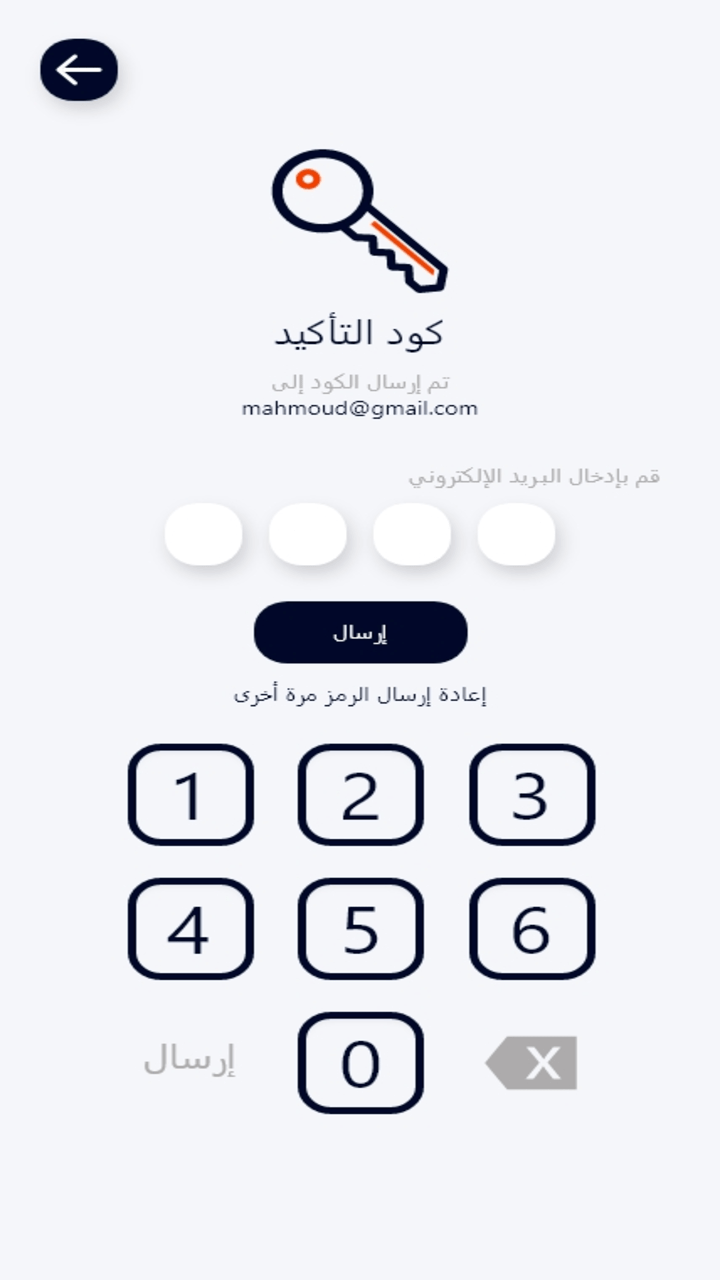 كود التأكيد
تم إرسال الكود إلى
mahmoud@gmail.com
قم بإدخال البريد الإلكتروني
إرسال
إعادة إرسال الرمز مرة أخرى
1 2 3
4 5 6
إرسال 0 X